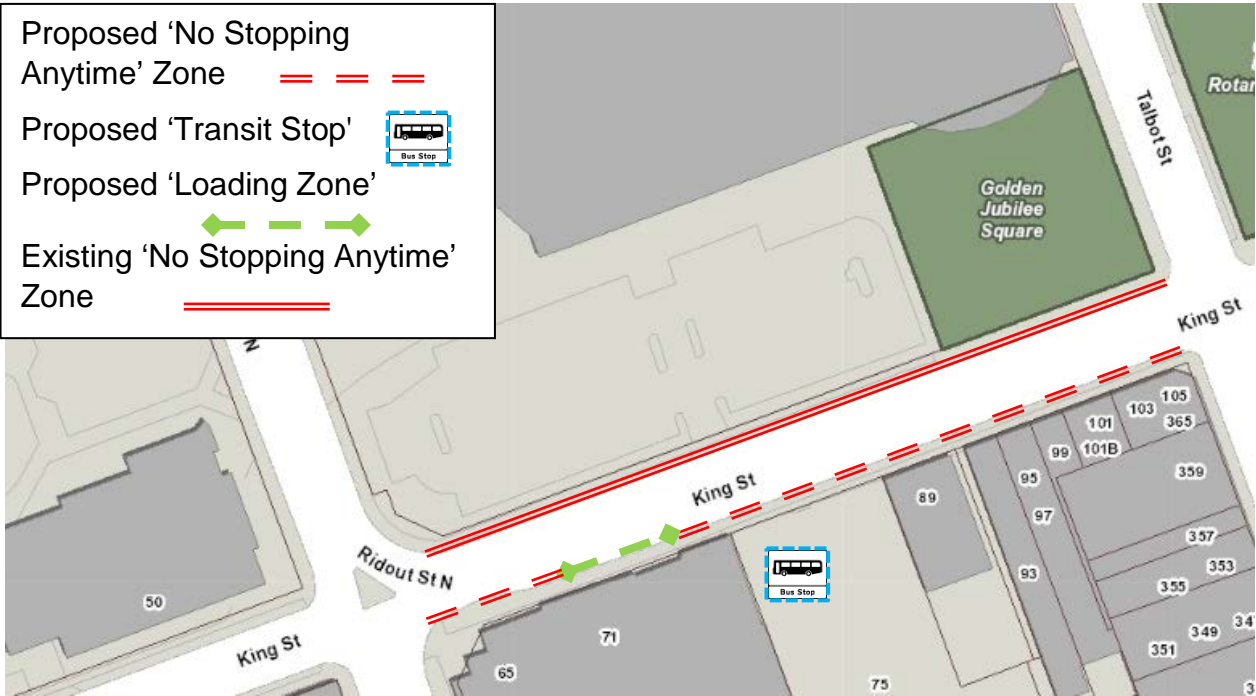 Proposed ‘No Stopping
Anytime’ Zone
Proposed ‘Transit Stop'
Bus Stop
Proposed ‘Loading Zone’
Existing ‘No Stopping Anytime’
Zone
Talbot St
Golden
Jubilee
Square
King St
N
King St
Ridout St N
King St
Bus Stop
105
103
365
101
101B
99
95
97
93
89
359
357
353
355
349
351
50
71
65
75